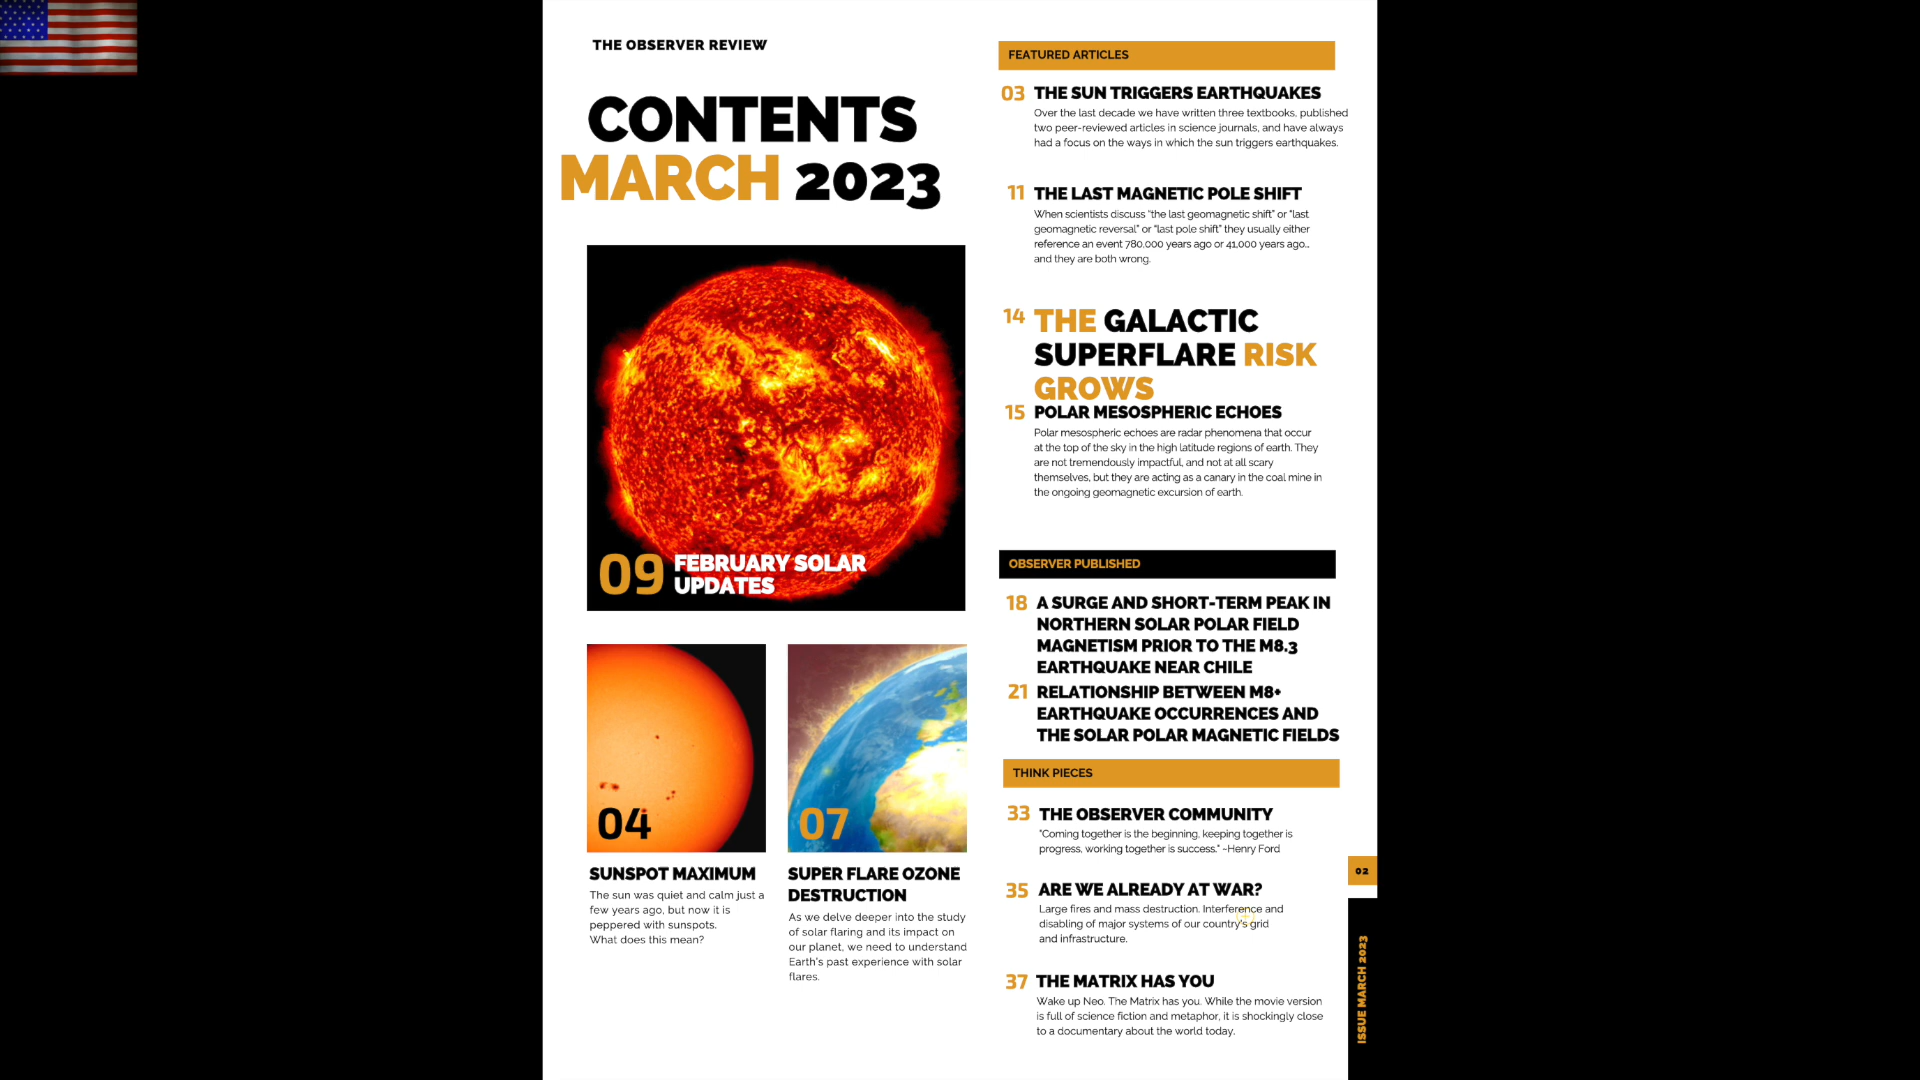 THE OBSERVER REVIEW
CONTENTS
MARCH 2023
09 FEBRUARY SOLAR
UPDATES
04
SUNSPOT MAXIMUM
The sun was quiet and calm just a
few years ago, but now it is
peppered with sunspots.
What does this mean?
07
SUPER FLARE OZONE
DESTRUCTION
As we delve deeper into the study
of solar flaring and its impact on
our planet, we need to understand
Earth's past experience with solar
flares.
FEATURED ARTICLES
03 THE SUN TRIGGERS EARTHQUAKES
Over the last decade we have written three textbooks, published
two peer-reviewed articles in science journals, and have always
had a focus on the ways in which the sun triggers earthquakes.
11 THE LAST MAGNETIC POLE SHIFT
When scientists discuss "the last geomagnetic shift" or "last
geomagnetic reversal" or "last pole shift" they usually either
reference an event 780,000 years ago or 41,000 years ago...
and they are both wrong.
14 THE GALACTIC
SUPERFLARE RISK
GROWS
15 POLAR MESOSPHERIC ECHOES
Polar mesospheric echoes are radar phenomena that occur
at the top of the sky in the high latitude regions of earth. They
are not tremendously impactful, and not at all scary
themselves, but they are acting as a canary in the coal mine in
the ongoing geomagnetic excursion of earth.
OBSERVER PUBLISHED
18 A SURGE AND SHORT-TERM PEAK IN
NORTHERN SOLAR POLAR FIELD
MAGNETISM PRIOR TO THE M8.3
EARTHQUAKE NEAR CHILE
21 RELATIONSHIP BETWEEN M8+
EARTHQUAKE OCCURRENCES AND
THE SOLAR POLAR MAGNETIC FIELDS
THINK PIECES
33 THE OBSERVER COMMUNITY
"Coming together is the beginning, keeping together is
progress, working together is success." ~Henry Ford
35 ARE WE ALREADY AT WAR?
Large fires and mass destruction. Interference and
disabling of major systems of our country's grid
and infrastructure.
37 THE MATRIX HAS YOU
Wake up Neo. The Matrix has you. While the movie version
is full of science fiction and metaphor, it is shockingly close
to a documentary about the world today.
02
ISSUE MARCH 2023